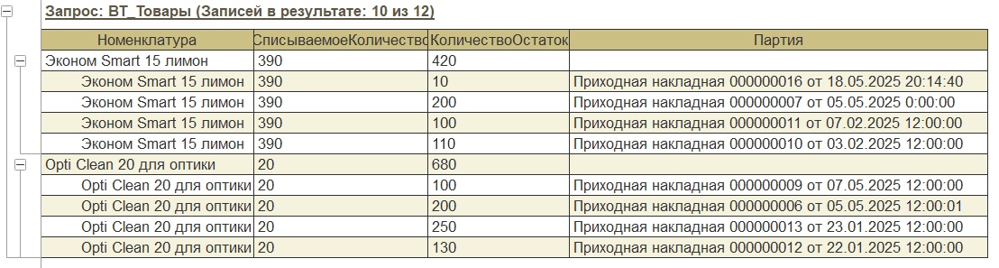 Запрос: ВТ_Товары (Записей в результате: 10 из 12)
Номенклатура СписываемоеКоличество КоличествоОстаток Партия
Эконом Smart 15 лимон 390 420
Эконом Smart 15 лимон 390 10 Приходная накладная 000000016 от 18.05.2025 20:14:40
Эконом Smart 15 лимон 390 200 Приходная накладная 000000007 от 05.05.2025 0:00:00
Эконом Smart 15 лимон 390 100 Приходная накладная 000000011 от 07.02.2025 12:00:00
Эконом Smart 15 лимон 390 110 Приходная накладная 000000010 от 03.02.2025 12:00:00
Opti Clean 20 для оптики 20 680
Opti Clean 20 для оптики 20 100 Приходная накладная 000000009 от 07.05.2025 12:00:00
Opti Clean 20 для оптики 20 200 Приходная накладная 000000006 от 05.05.2025 12:00:01
Opti Clean 20 для оптики 20 250 Приходная накладная 000000013 от 23.01.2025 12:00:00
Opti Clean 20 для оптики 20 130 Приходная накладная 000000012 от 22.01.2025 12:00:00